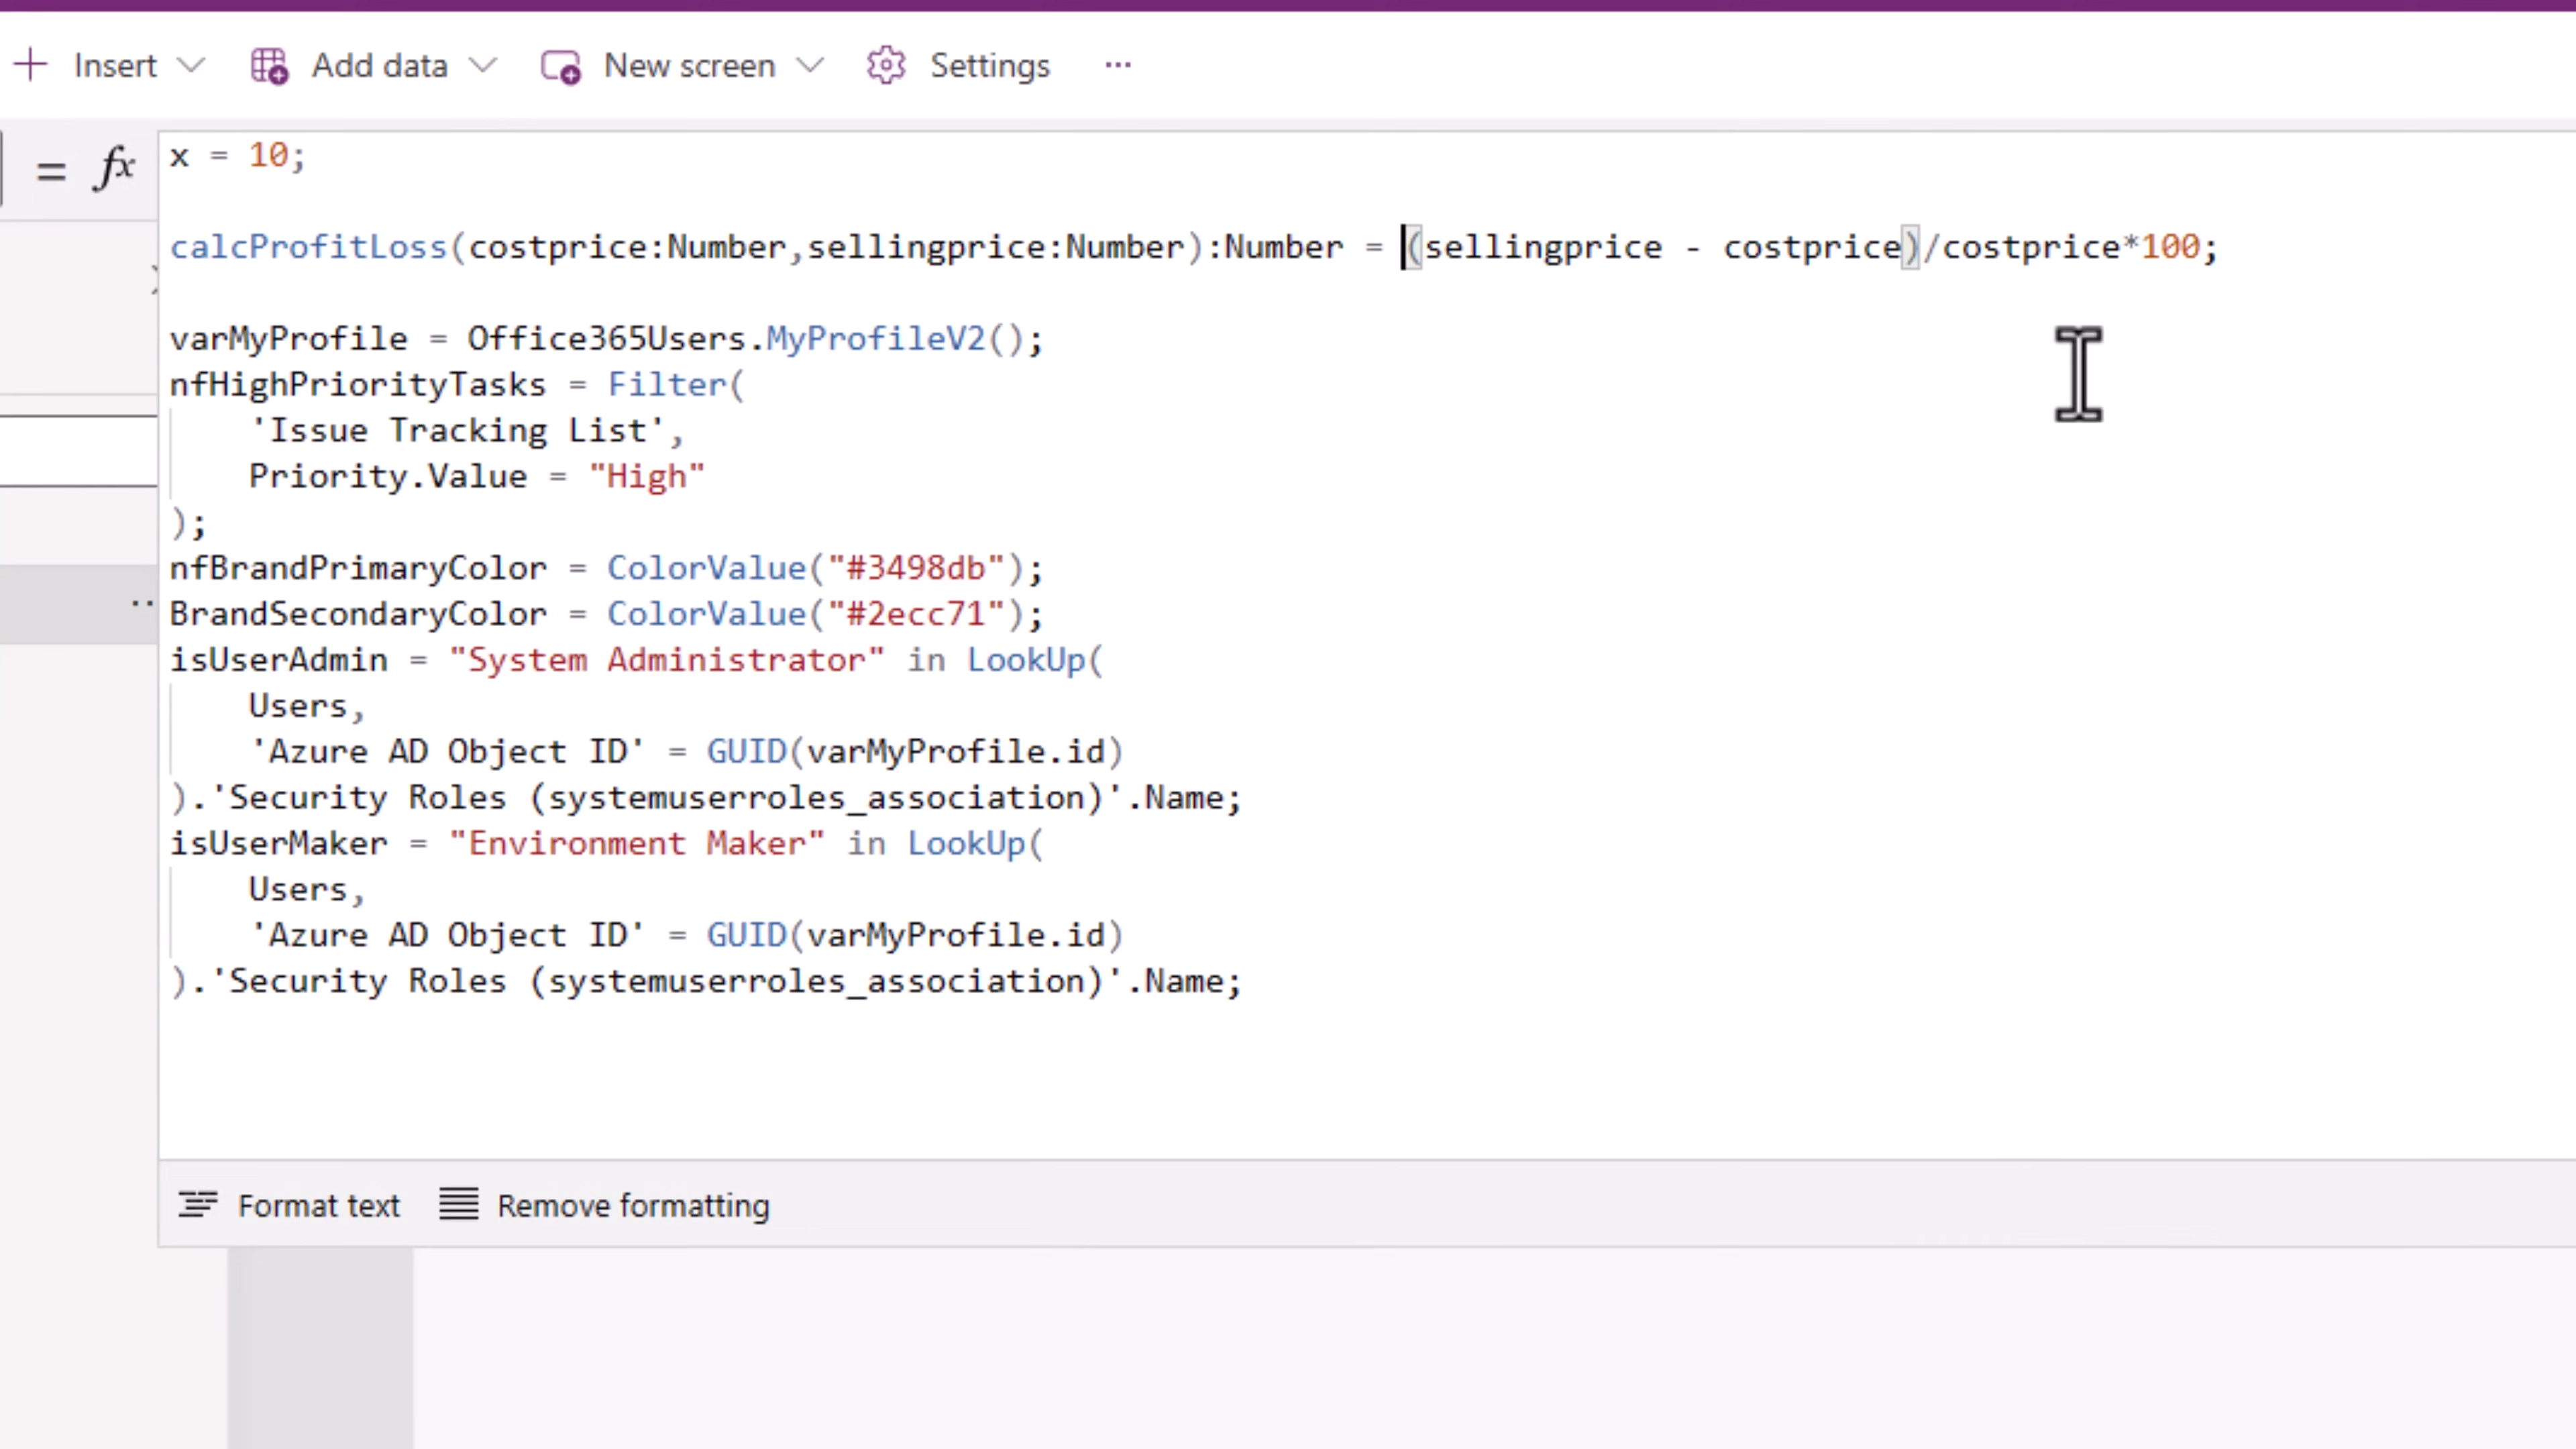 Insert Add data New screen Settings ...
= fx
x = 10;
calcProfitLoss(costprice:Number,sellingprice:Number):Number = (sellingprice - costprice)/costprice*100;
varMyProfile = Office365Users.MyProfileV2();
nfHighPriorityTasks = Filter(
'Issue Tracking List',
Priority.Value = "High"
);
nfBrandPrimaryColor = ColorValue("#3498db");
BrandSecondaryColor = ColorValue("#2ecc71");
isUserAdmin = "System Administrator" in LookUp(
Users,
'Azure AD Object ID' = GUID(varMyProfile.id)
).'Security Roles (systemuserroles_association)'.Name;
isUserMaker = "Environment Maker" in LookUp(
Users,
'Azure AD Object ID' = GUID(varMyProfile.id)
).'Security Roles (systemuserroles_association)'.Name;
Format text Remove formatting